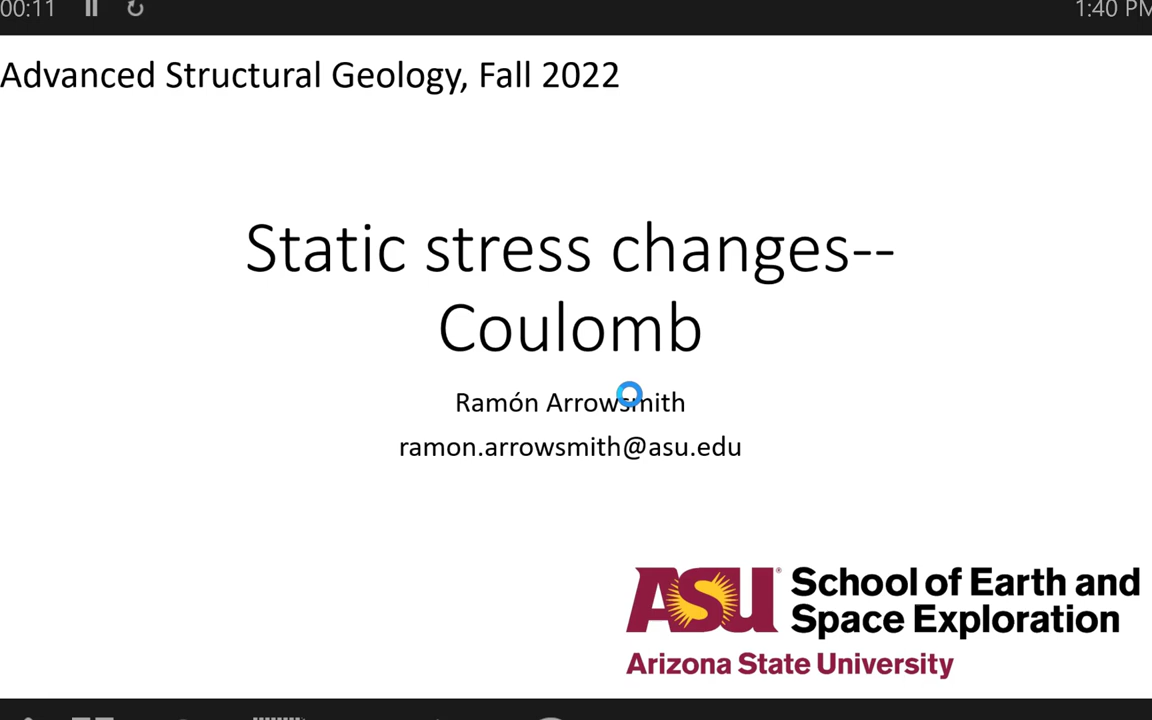 00:11
1:40 PM
Advanced Structural Geology, Fall 2022
Static stress changes--
Coulomb
Ramón Arrowsmith
ramon.arrowsmith@asu.edu
ASU
School of Earth and
Space Exploration
Arizona State University